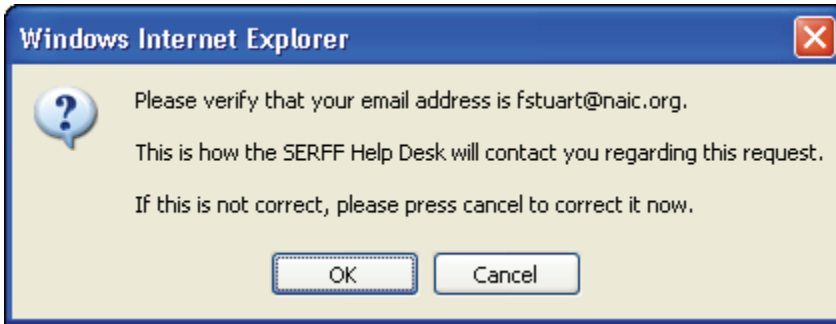 Windows Internet Explorer
Please verify that your email address is fstuart@naic.org.
This is how the SERFF Help Desk will contact you regarding this request.
If this is not correct, please press cancel to correct it now.
OK
Cancel